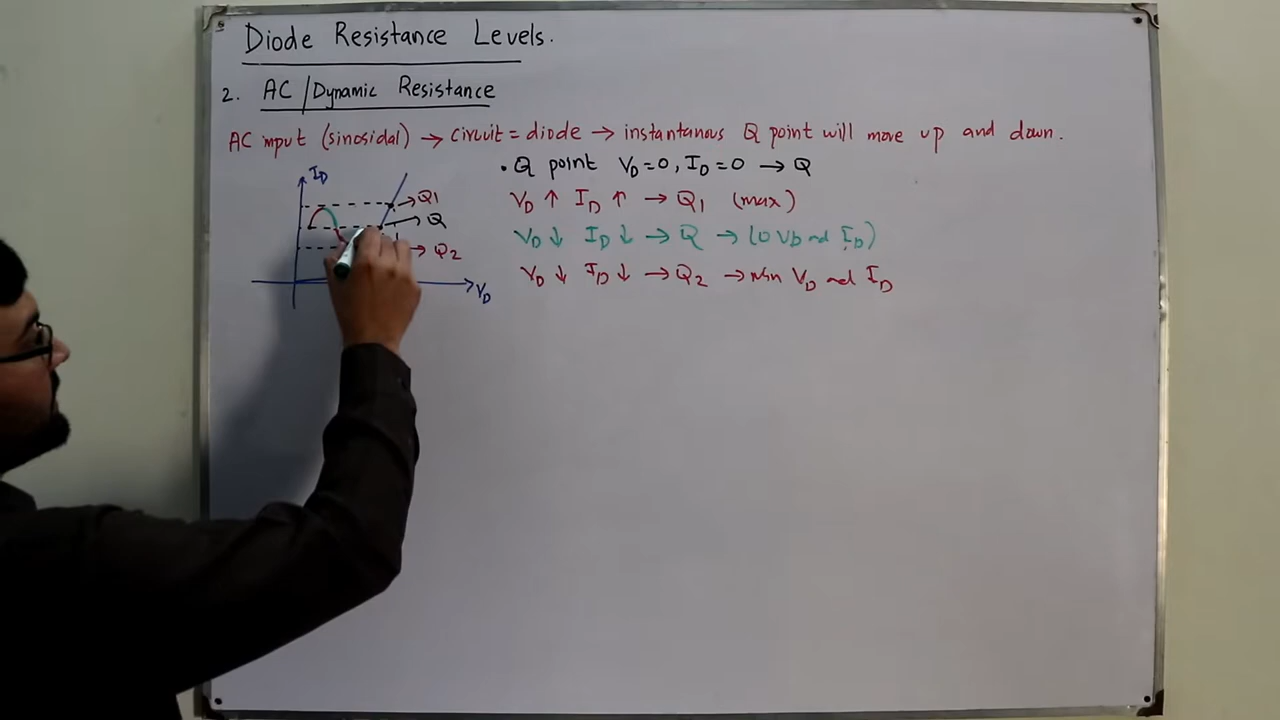 Diode Resistance Levels.
2. AC/Dynamic Resistance
AC input (sinosidal) → circuit = diode → instantanous Q point will move up and down.
• Q point V_D=0, I_D=0 → Q
V_D ↑ I_D ↑ → Q1 (max)
V_D ↓ I_D ↓ → Q → (0 V_D and I_D)
V_D ↓ I_D ↓ → Q2 → min V_D and I_D
I_D
→ Q1
→ Q
→ Q2
V_D